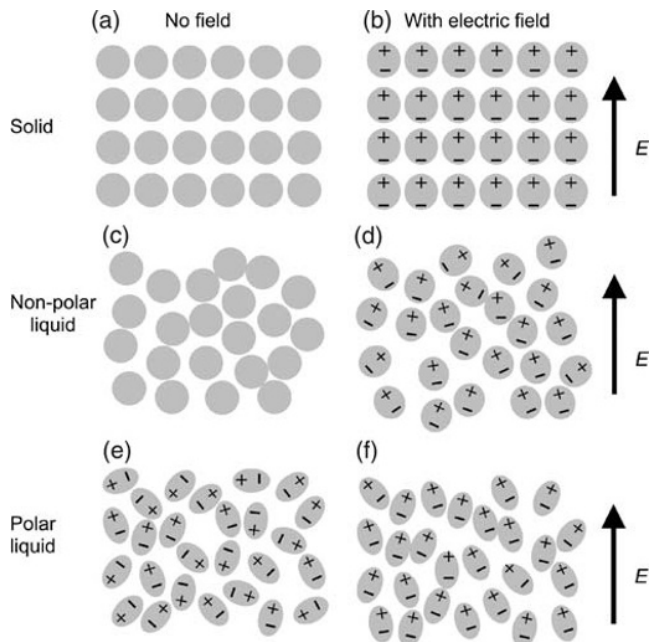 (a) No field (b) With electric field
Solid
E
(c) (d)
Non-polar
liquid
E
(e) (f)
Polar
liquid
E